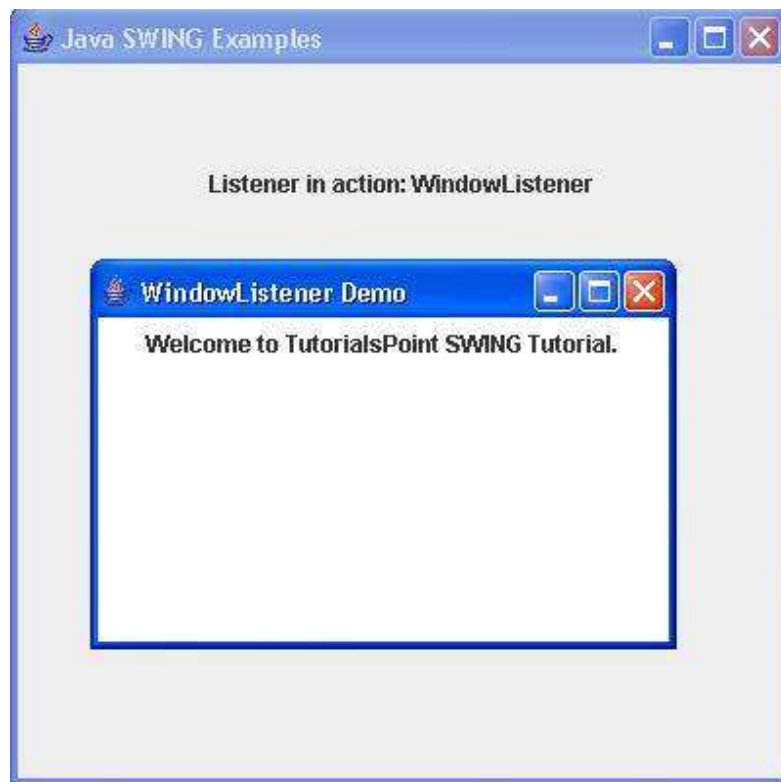 Java SWING Examples
Listener in action: WindowListener
WindowListener Demo
Welcome to TutorialsPoint SWING Tutorial.